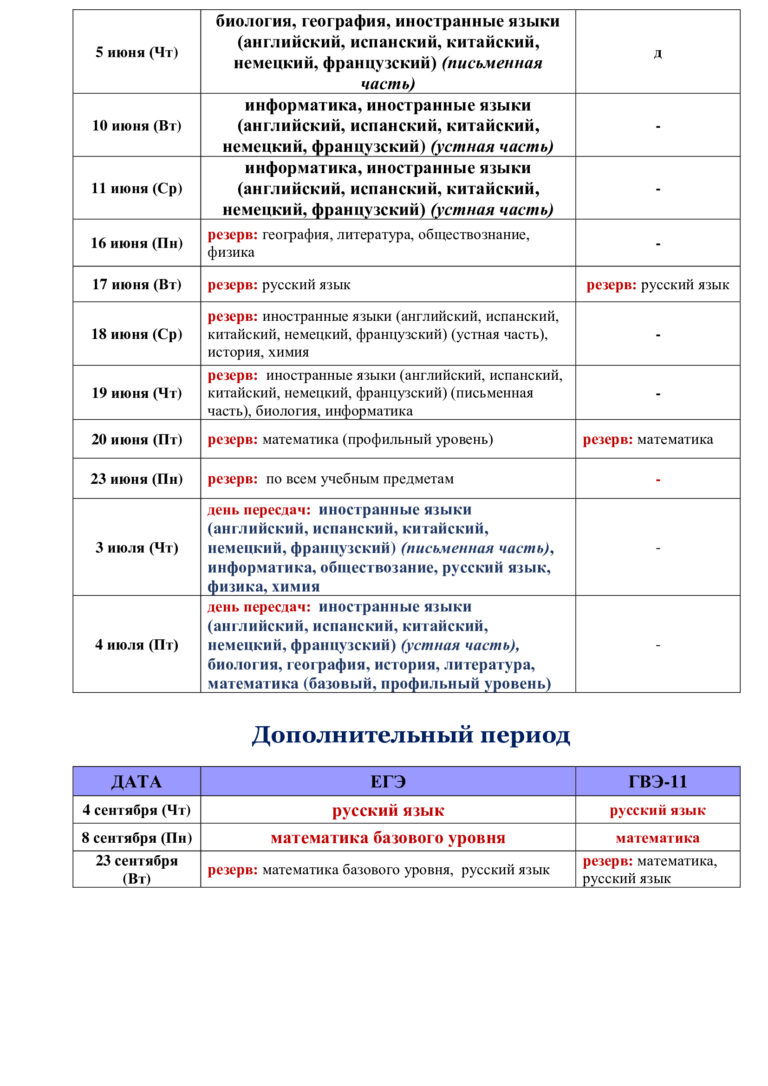 биология, география, иностранные языки
(английский, испанский, китайский,
5 июня (Чт)
немецкий, французский) (письменная
часть)
д
информатика, иностранные языки
10 июня (Вт)
(английский, испанский, китайский,
немецкий, французский) (устная часть)
-
информатика, иностранные языки
11 июня (Ср)
(английский, испанский, китайский,
немецкий, французский) (устная часть)
-
16 июня (Пн)
резерв: география, литература, обществознание,
физика
-
17 июня (Вт)
резерв: русский язык
резерв: русский язык
18 июня (Ср)
резерв: иностранные языки (английский, испанский,
китайский, немецкий, французский) (устная часть),
история, химия
-
19 июня (Чт)
резерв: иностранные языки (английский, испанский,
китайский, немецкий, французский) (письменная
часть), биология, информатика
-
20 июня (Пт)
резерв: математика (профильный уровень)
резерв: математика
23 июня (Пн)
резерв: по всем учебным предметам
-
3 июля (Чт)
день пересдач: иностранные языки
(английский, испанский, китайский,
немецкий, французский) (письменная часть),
информатика, обществозание, русский язык,
физика, химия
-
4 июля (Пт)
день пересдач: иностранные языки
(английский, испанский, китайский,
немецкий, французский) (устная часть),
биология, география, история, литература,
математика (базовый, профильный уровень)
-
Дополнительный период
ДАТА
ЕГЭ
ГВЭ-11
4 сентября (Чт)
русский язык
русский язык
8 сентября (Пн)
математика базового уровня
математика
23 сентября
(Вт)
резерв: математика базового уровня, русский язык
резерв: математика,
русский язык